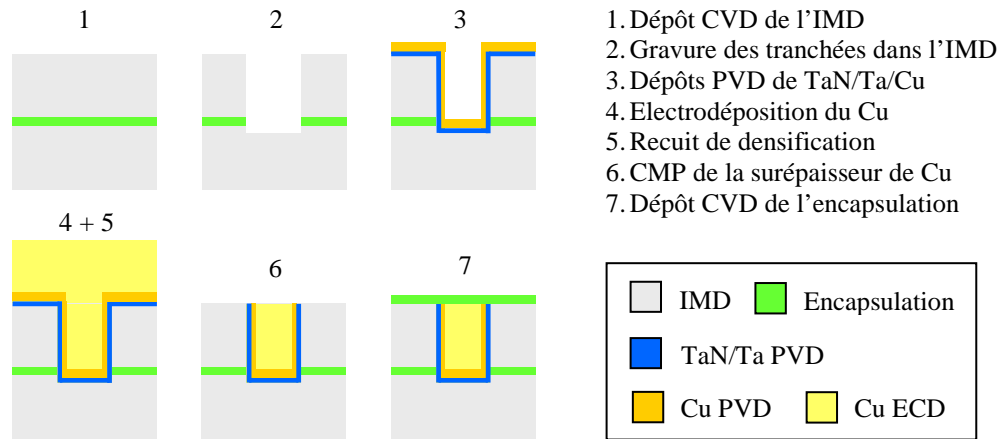 1
2
3
1. Dépôt CVD de l’IMD
2. Gravure des tranchées dans l’IMD
3. Dépôts PVD de TaN/Ta/Cu
4. Electrodéposition du Cu
5. Recuit de densification
6. CMP de la surépaisseur de Cu
7. Dépôt CVD de l’encapsulation
4 + 5
6
7
IMD
Encapsulation
TaN/Ta PVD
Cu PVD
Cu ECD